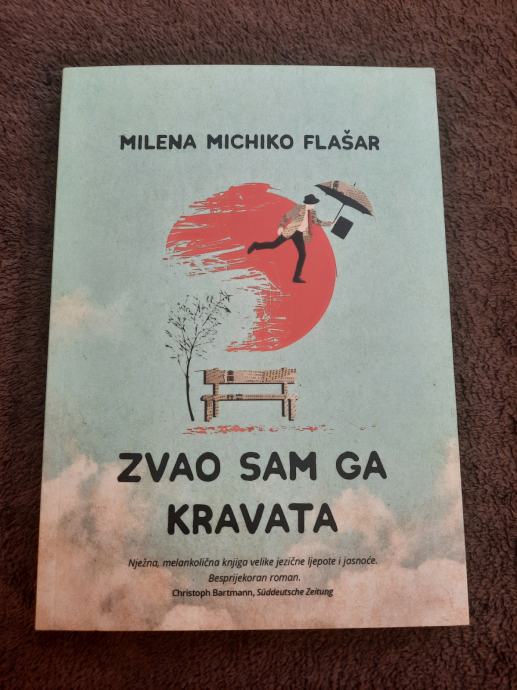 MILENA MICHIKO FLAŠAR
ZVAO SAM GA
KRAVATA
Nježna, melankolična knjiga velike jezične ljepote i jasnoće.
Besprijekoran roman.
Christoph Bartmann, Süddeutsche Zeitung